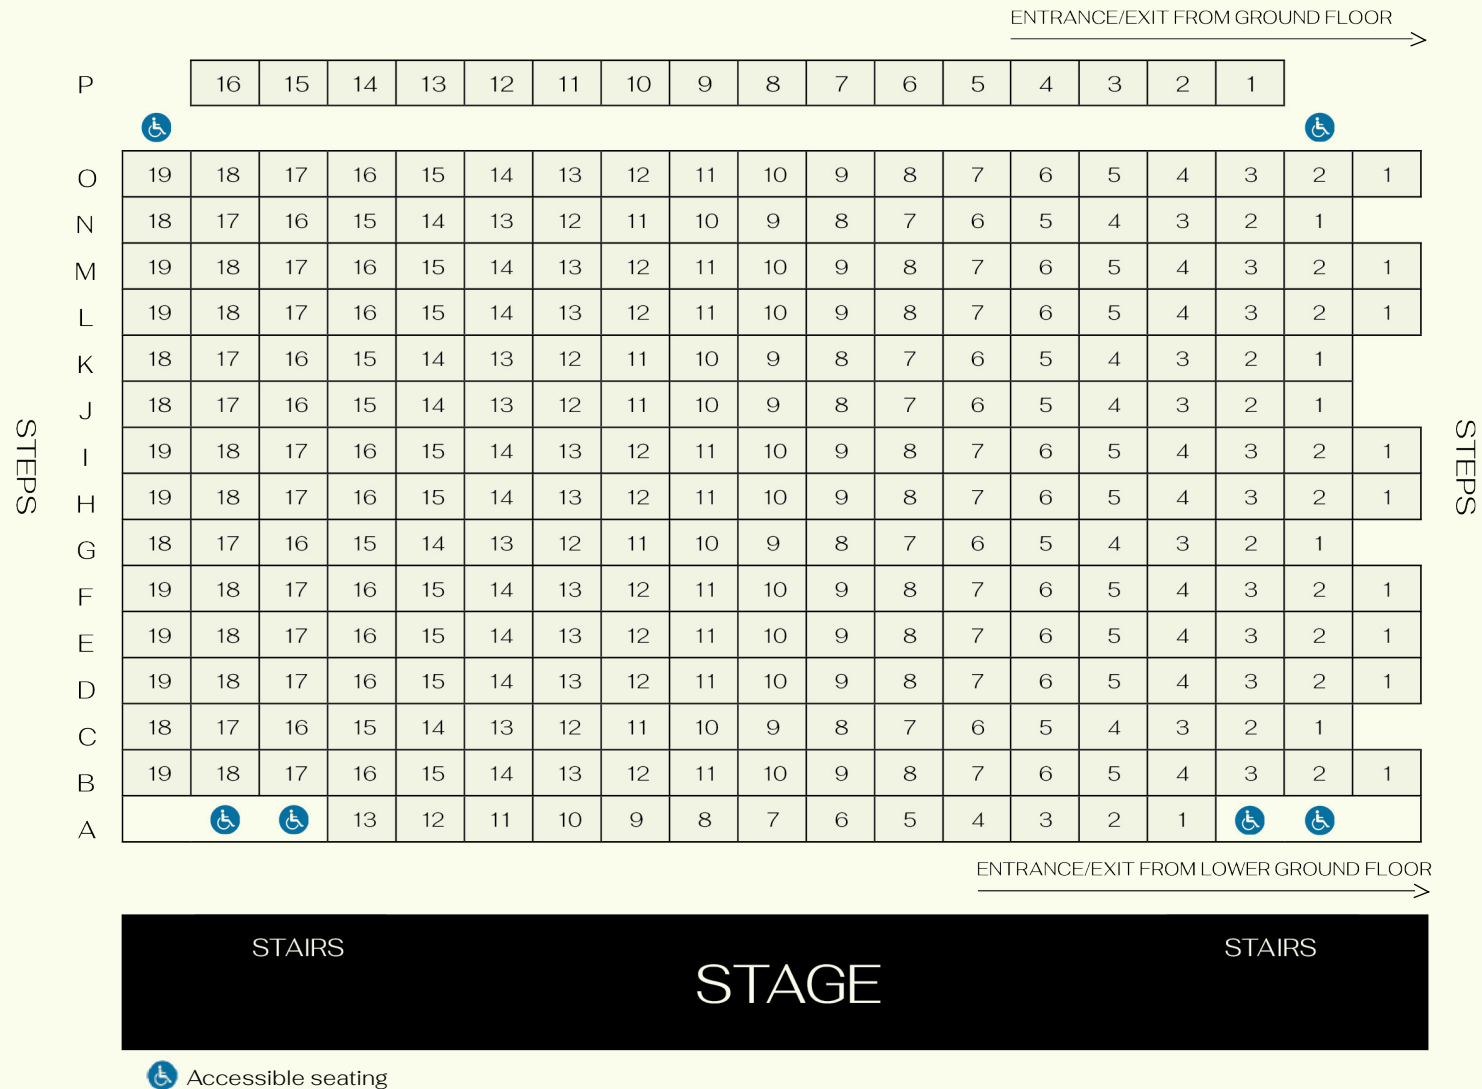 ENTRANCE/EXIT FROM GROUND FLOOR
P 16 15 14 13 12 11 10 9 8 7 6 5 4 3 2 1
O 19 18 17 16 15 14 13 12 11 10 9 8 7 6 5 4 3 2 1
N 18 17 16 15 14 13 12 11 10 9 8 7 6 5 4 3 2 1
M 19 18 17 16 15 14 13 12 11 10 9 8 7 6 5 4 3 2 1
L 19 18 17 16 15 14 13 12 11 10 9 8 7 6 5 4 3 2 1
K 18 17 16 15 14 13 12 11 10 9 8 7 6 5 4 3 2 1
J 18 17 16 15 14 13 12 11 10 9 8 7 6 5 4 3 2 1
STEPS
I 19 18 17 16 15 14 13 12 11 10 9 8 7 6 5 4 3 2 1
STEPS
H 19 18 17 16 15 14 13 12 11 10 9 8 7 6 5 4 3 2 1
G 18 17 16 15 14 13 12 11 10 9 8 7 6 5 4 3 2 1
F 19 18 17 16 15 14 13 12 11 10 9 8 7 6 5 4 3 2 1
E 19 18 17 16 15 14 13 12 11 10 9 8 7 6 5 4 3 2 1
D 19 18 17 16 15 14 13 12 11 10 9 8 7 6 5 4 3 2 1
C 18 17 16 15 14 13 12 11 10 9 8 7 6 5 4 3 2 1
B 19 18 17 16 15 14 13 12 11 10 9 8 7 6 5 4 3 2 1
A 13 12 11 10 9 8 7 6 5 4 3 2 1
ENTRANCE/EXIT FROM LOWER GROUND FLOOR
STAIRS
STAIRS
STAGE
Accessible seating